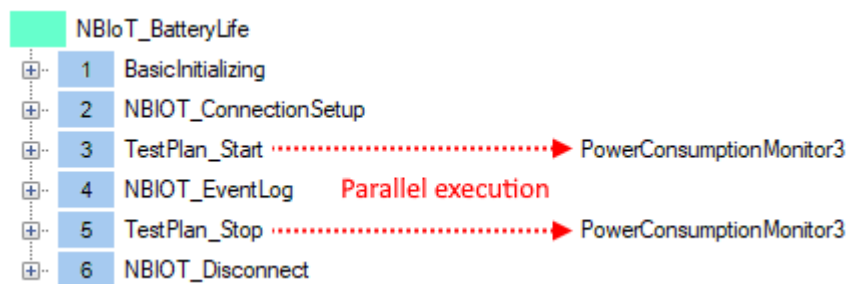 NBIoT_BatteryLife
1 BasicInitializing
2 NBIOT_ConnectionSetup
3 TestPlan_Start PowerConsumptionMonitor3
4 NBIOT_EventLog Parallel execution
5 TestPlan_Stop PowerConsumptionMonitor3
6 NBIOT_Disconnect